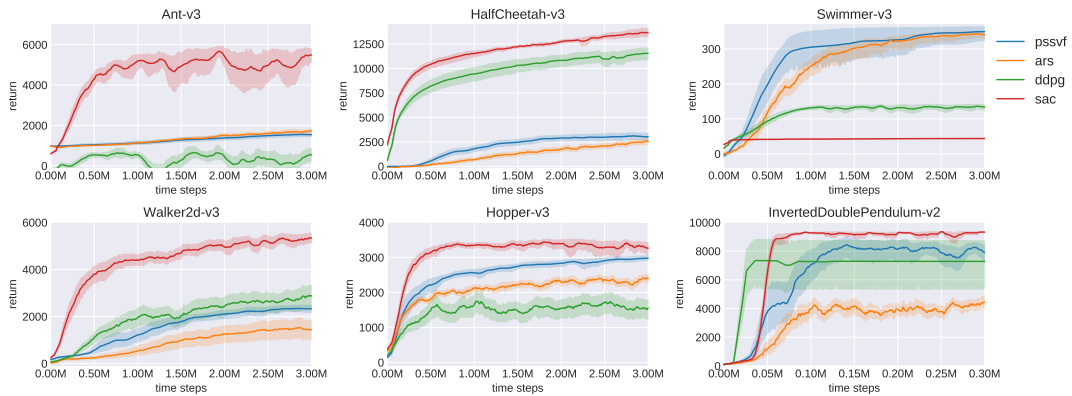 Ant-v3
HalfCheetah-v3
Swimmer-v3
return
6000
4000
2000
0
0.00M 0.50M 1.00M 1.50M 2.00M 2.50M 3.00M
time steps
return
12500
10000
7500
5000
2500
0
0.00M 0.50M 1.00M 1.50M 2.00M 2.50M 3.00M
time steps
return
300
200
100
0
0.00M 0.50M 1.00M 1.50M 2.00M 2.50M 3.00M
time steps
pssvf
ars
ddpg
sac
Walker2d-v3
Hopper-v3
InvertedDoublePendulum-v2
return
6000
4000
2000
0
0.00M 0.50M 1.00M 1.50M 2.00M 2.50M 3.00M
time steps
return
4000
3000
2000
1000
0
0.00M 0.50M 1.00M 1.50M 2.00M 2.50M 3.00M
time steps
return
10000
8000
6000
4000
2000
0
0.00M 0.05M 0.10M 0.15M 0.20M 0.25M 0.30M
time steps